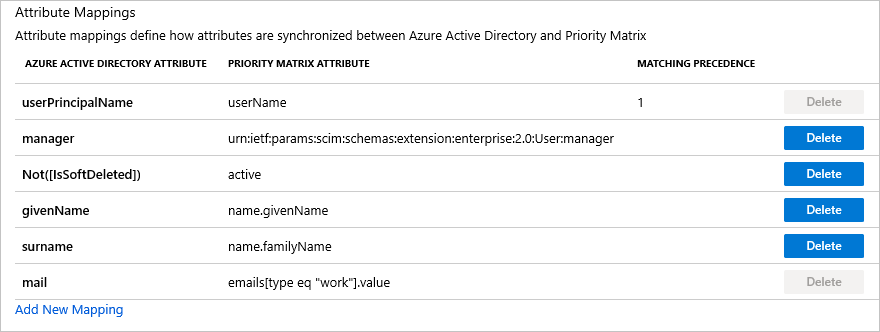 Attribute Mappings
Attribute mappings define how attributes are synchronized between Azure Active Directory and Priority Matrix
AZURE ACTIVE DIRECTORY ATTRIBUTE PRIORITY MATRIX ATTRIBUTE MATCHING PRECEDENCE
userPrincipalName userName 1 Delete
manager urn:ietf:params:scim:schemas:extension:enterprise:2.0:User:manager Delete
Not([IsSoftDeleted]) active Delete
givenName name.givenName Delete
surname name.familyName Delete
mail emails[type eq "work"].value Delete
Add New Mapping